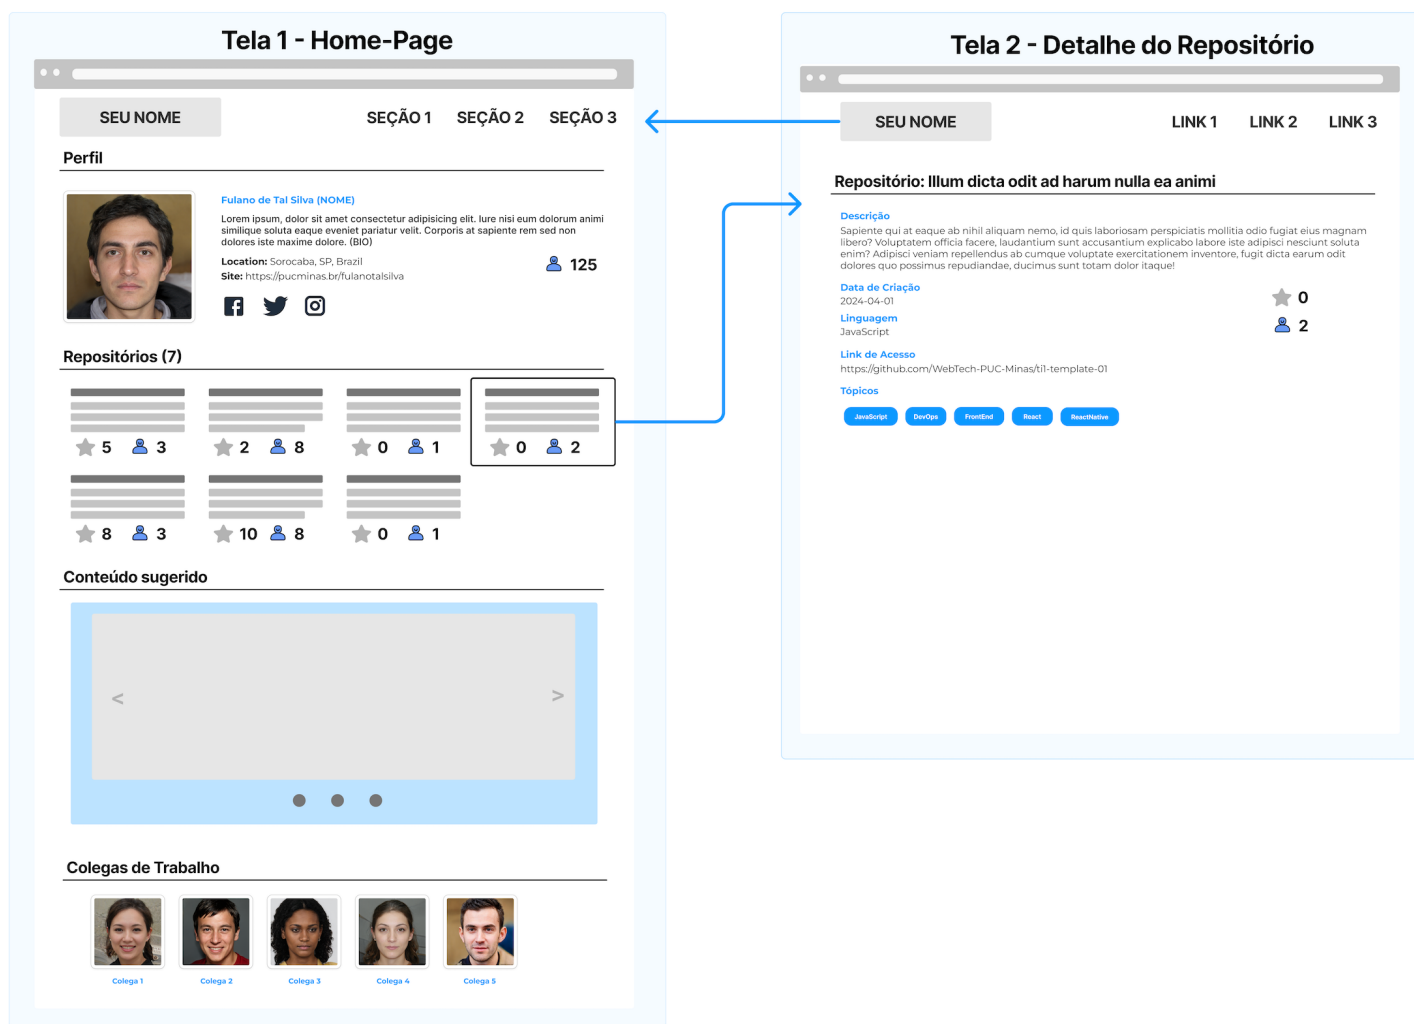 Tela 1 - Home-Page
SEU NOME
SEÇÃO 1
SEÇÃO 2
SEÇÃO 3
Perfil
Fulano de Tal Silva (NOME)
Lorem ipsum, dolor sit amet consectetur adipisicing elit. Iure nisi eum dolorum animi
similique soluta eaque eveniet pariatur velit. Corporis at sapiente rem sed non
dolores iste maxime dolore. (BIO)
Location: Sorocaba, SP, Brazil
Site: https://pucminas.br/fulanotalsilva
125
Repositórios (7)
5 3 2 8 0 1 0 2
8 3 10 8 0 1
Conteúdo sugerido
< >
Colegas de Trabalho
Colega 1
Colega 2
Colega 3
Colega 4
Colega 5
Tela 2 - Detalhe do Repositório
SEU NOME
LINK 1
LINK 2
LINK 3
Repositório: Illum dicta odit ad harum nulla ea animi
Descrição
Sapiente qui at eaque ab nihil aliquam nemo, id quis laboriosam perspiciatis mollitia odio fugiat eius magnam
libero? Voluptatem officia facere, laudantium sunt accusantium explicabo labore iste adipisci nesciunt soluta
enim? Adipisci veniam repellendus ab cumque voluptate exercitationem inventore, fugit dicta earum odit
dolores quo possimus repudiandae, ducimus sunt totam dolor itaque!
Data de Criação
2024-04-01
0
Linguagem
JavaScript
2
Link de Acesso
https://github.com/WebTech-PUC-Minas/ti1-template-01
Tópicos
JavaScript
DevOps
FrontEnd
React
ReactNative